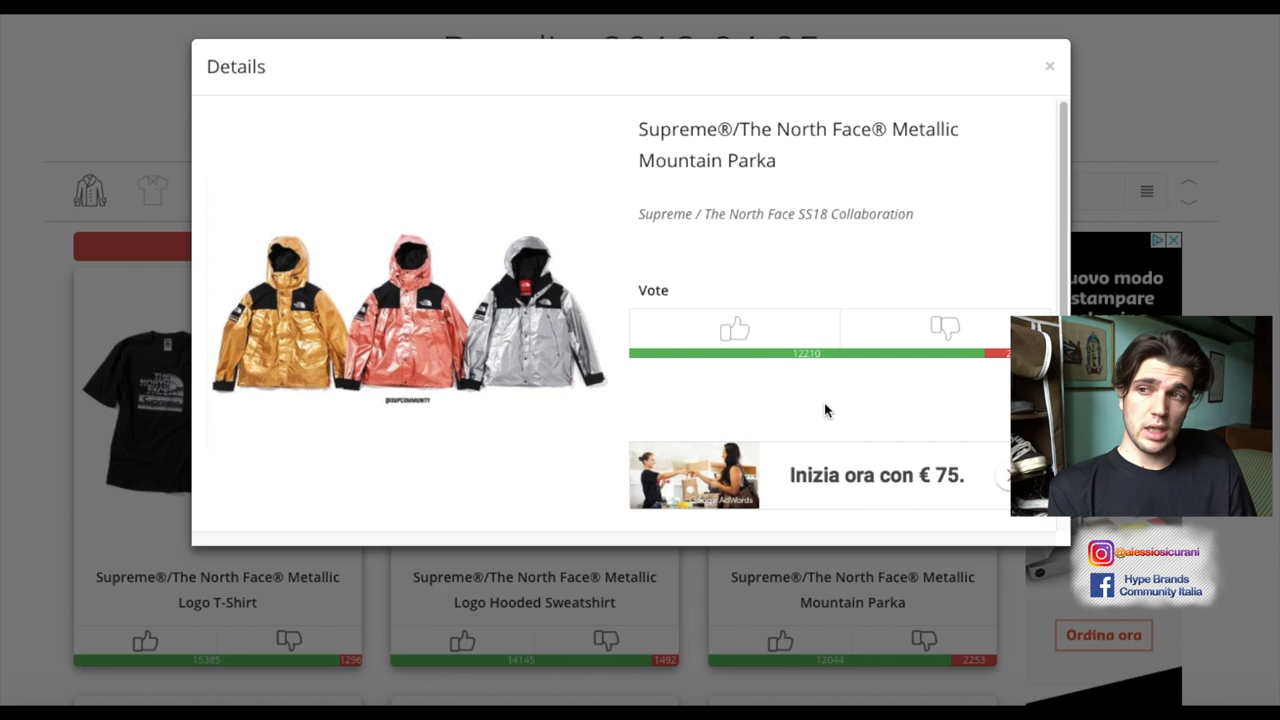 Details
×
Supreme®/The North Face® Metallic
Mountain Parka
Supreme / The North Face SS18 Collaboration
Vote
12210
Google AdWords
Inizia ora con € 75.
uovo modo
stampare
@alessiosicurani
Hype Brands
Community Italia
Ordina ora
Supreme®/The North Face® Metallic
Logo T-Shirt
15385
1296
Supreme®/The North Face® Metallic
Logo Hooded Sweatshirt
14145
1492
Supreme®/The North Face® Metallic
Mountain Parka
12044
2253